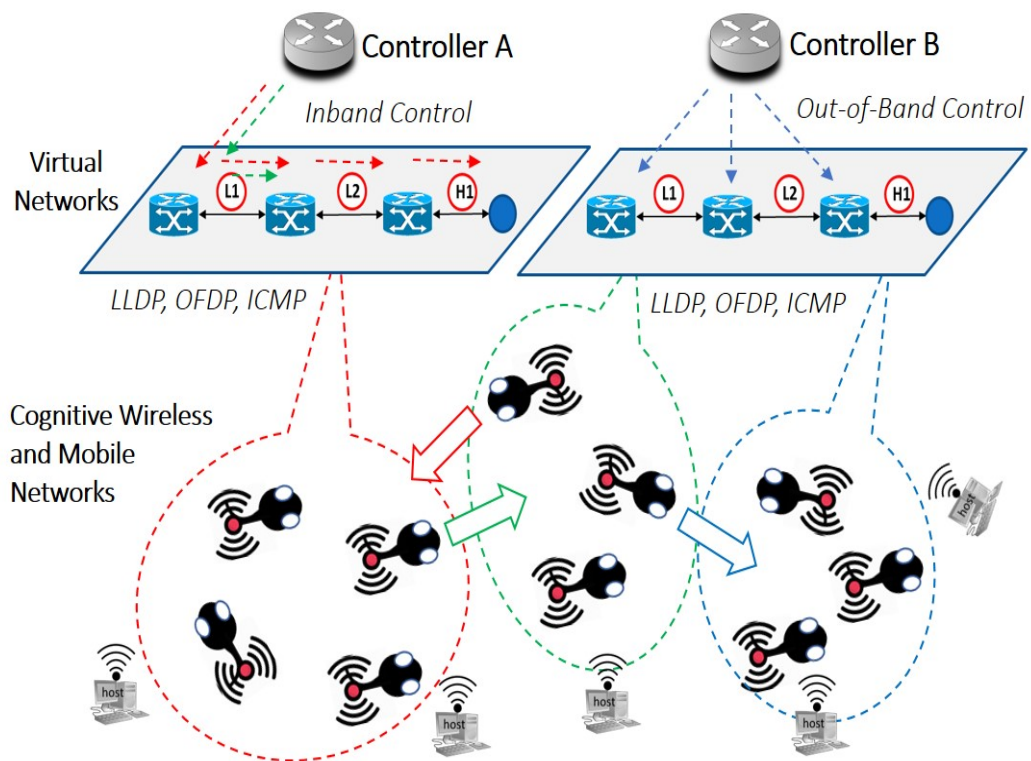 Controller A
Controller B
Inband Control
Out-of-Band Control
Virtual
Networks
L1
L2
H1
L1
L2
H1
LLDP, OFDP, ICMP
LLDP, OFDP, ICMP
Cognitive Wireless
and Mobile
Networks
host
host
host
host
host